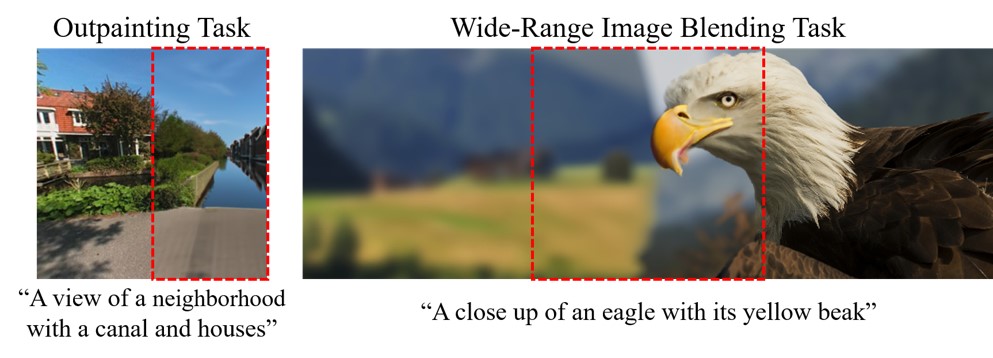 Outpainting Task
Wide-Range Image Blending Task
“A view of a neighborhood
with a canal and houses”
“A close up of an eagle with its yellow beak”